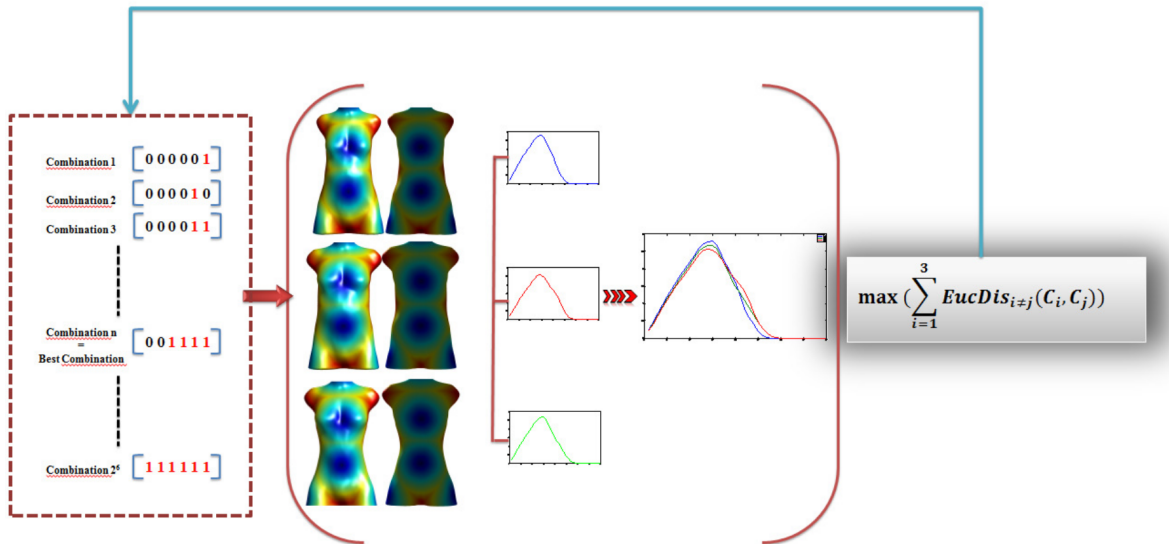 Combination 1 [ 0 0 0 0 0 1 ]
Combination 2 [ 0 0 0 0 1 0 ]
Combination 3 [ 0 0 0 0 1 1 ]
Combination n
=
Best Combination
[ 0 0 1 1 1 1 ]
Combination 2⁶ [ 1 1 1 1 1 1 ]
max (∑_{i=1}^{3} EucDis_{i≠j}(C_i, C_j))